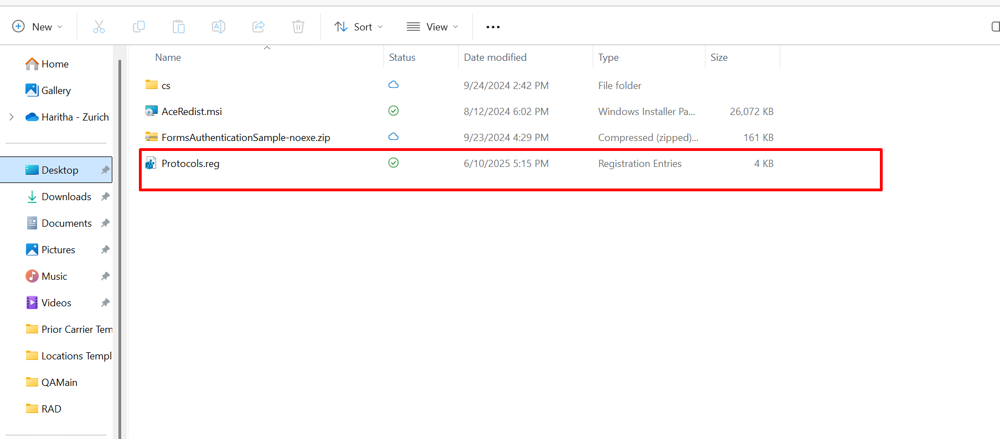 New Sort View
Name Status Date modified Type Size
Home
Gallery
Haritha - Zurich
Desktop
Downloads
Documents
Pictures
Music
Videos
Prior Carrier Tem
Locations Templ
QAMain
RAD
cs 9/24/2024 2:42 PM File folder
AceRedist.msi 8/12/2024 6:02 PM Windows Installer Pa... 26,072 KB
FormsAuthenticationSample-noexe.zip 9/23/2024 4:29 PM Compressed (zipped)... 161 KB
Protocols.reg 6/10/2025 5:15 PM Registration Entries 4 KB